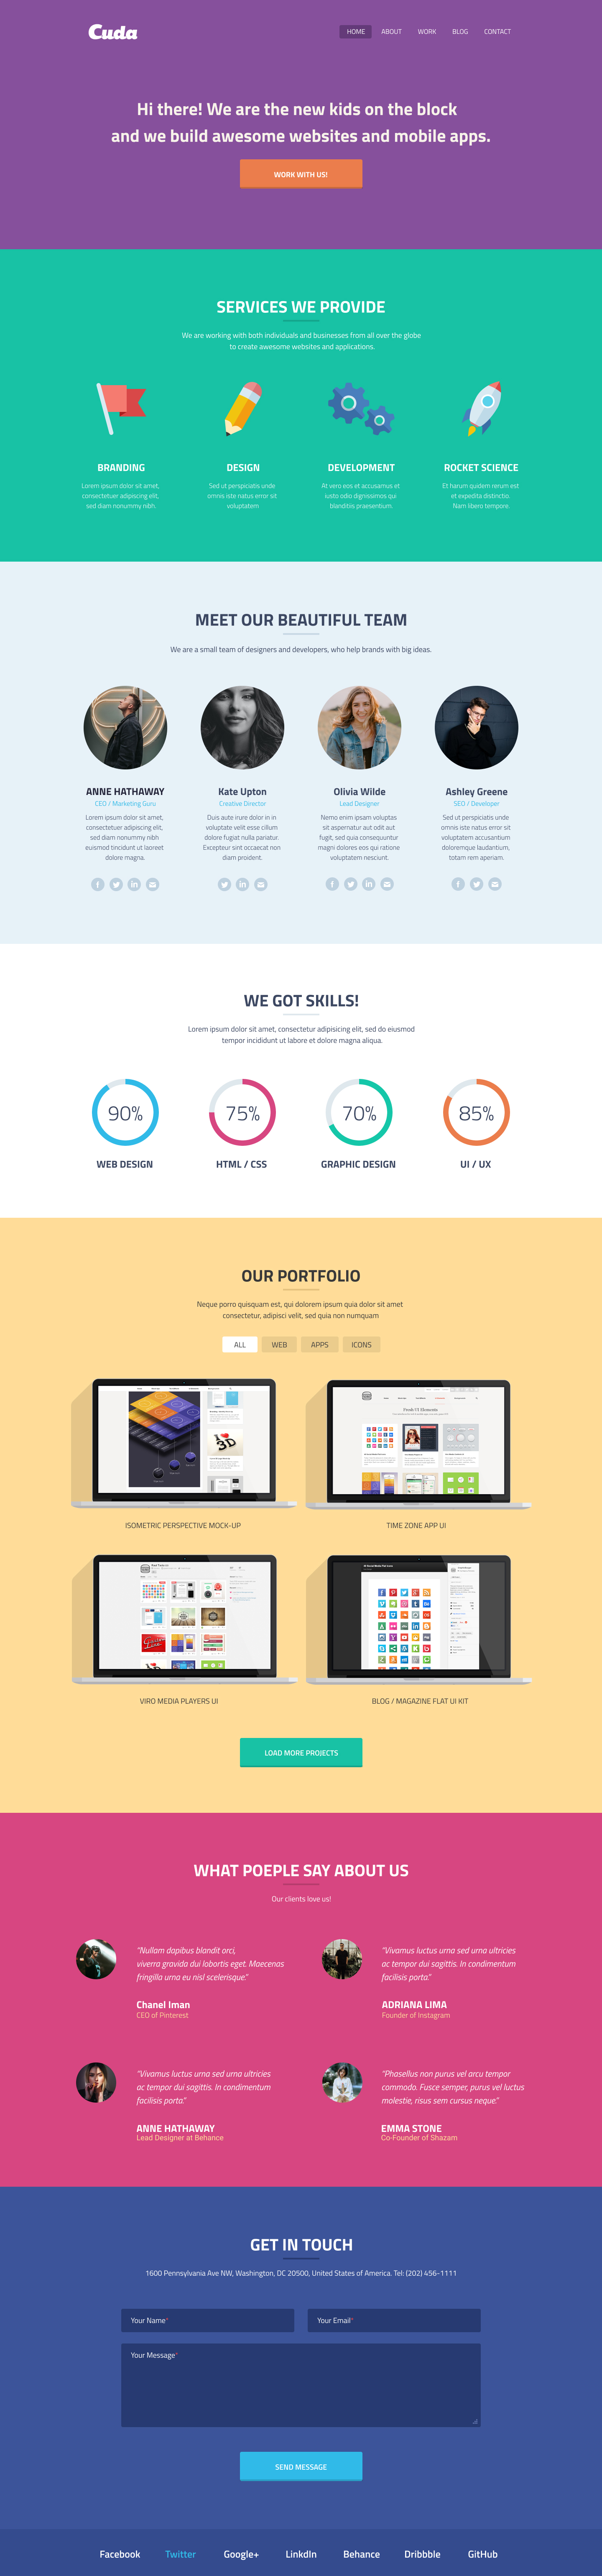 Cuda
HOME ABOUT WORK BLOG CONTACT
Hi there! We are the new kids on the block
and we build awesome websites and mobile apps.
WORK WITH US!
SERVICES WE PROVIDE
We are working with both individuals and businesses from all over the globe
to create awesome websites and applications.
BRANDING
Lorem ipsum dolor sit amet,
consectetuer adipiscing elit,
sed diam nonummy nibh.
DESIGN
Sed ut perspiciatis unde
omnis iste natus error sit
voluptatem
DEVELOPMENT
At vero eos et accusamus et
iusto odio dignissimos qui
blanditiis praesentium.
ROCKET SCIENCE
Et harum quidem rerum est
et expedita distinctio.
Nam libero tempore.
MEET OUR BEAUTIFUL TEAM
We are a small team of designers and developers, who help brands with big ideas.
ANNE HATHAWAY
CEO / Marketing Guru
Lorem ipsum dolor sit amet,
consectetuer adipiscing elit,
sed diam nonummy nibh
euismod tincidunt ut laoreet
dolore magna.
Kate Upton
Creative Director
Duis aute irure dolor in in
voluptate velit esse cillum
dolore fugiat nulla pariatur.
Excepteur sint occaecat non
diam proident.
Olivia Wilde
Lead Designer
Nemo enim ipsam voluptas
sit aspernatur aut odit aut
fugit, sed quia consequuntur
magni dolores eos qui ratione
voluptatem nesciunt.
Ashley Greene
SEO / Developer
Sed ut perspiciatis unde
omnis iste natus error sit
voluptatem accusantium
doloremque laudantium,
totam rem aperiam.
WE GOT SKILLS!
Lorem ipsum dolor sit amet, consectetur adipisicing elit, sed do eiusmod
tempor incididunt ut labore et dolore magna aliqua.
90% 75% 70% 85%
WEB DESIGN HTML / CSS GRAPHIC DESIGN UI / UX
OUR PORTFOLIO
Neque porro quisquam est, qui dolorem ipsum quia dolor sit amet
consectetur, adipisci velit, sed quia non numquam
ALL WEB APPS ICONS
I 3D
Fresh UI Elements
ISOMETRIC PERSPECTIVE MOCK-UP
TIME ZONE APP UI
VIRO MEDIA PLAYERS UI
BLOG / MAGAZINE FLAT UI KIT
LOAD MORE PROJECTS
WHAT POEPLE SAY ABOUT US
Our clients love us!
"Nullam dapibus blandit orci,
viverra gravida dui lobortis eget. Maecenas
fringilla urna eu nisl scelerisque."
Chanel Iman
CEO of Pinterest
"Vivamus luctus urna sed urna ultricies
ac tempor dui sagittis. In condimentum
facilisis porta."
ADRIANA LIMA
Founder of Instagram
"Vivamus luctus urna sed urna ultricies
ac tempor dui sagittis. In condimentum
facilisis porta."
ANNE HATHAWAY
Lead Designer at Behance
"Phasellus non purus vel arcu tempor
commodo. Fusce semper, purus vel luctus
molestie, risus sem cursus neque."
EMMA STONE
Co-Founder of Shazam
GET IN TOUCH
1600 Pennsylvania Ave NW, Washington, DC 20500, United States of America. Tel: (202) 456-1111
Your Name* Your Email*
Your Message*
SEND MESSAGE
Facebook Twitter Google+ LinkdIn Behance Dribbble GitHub